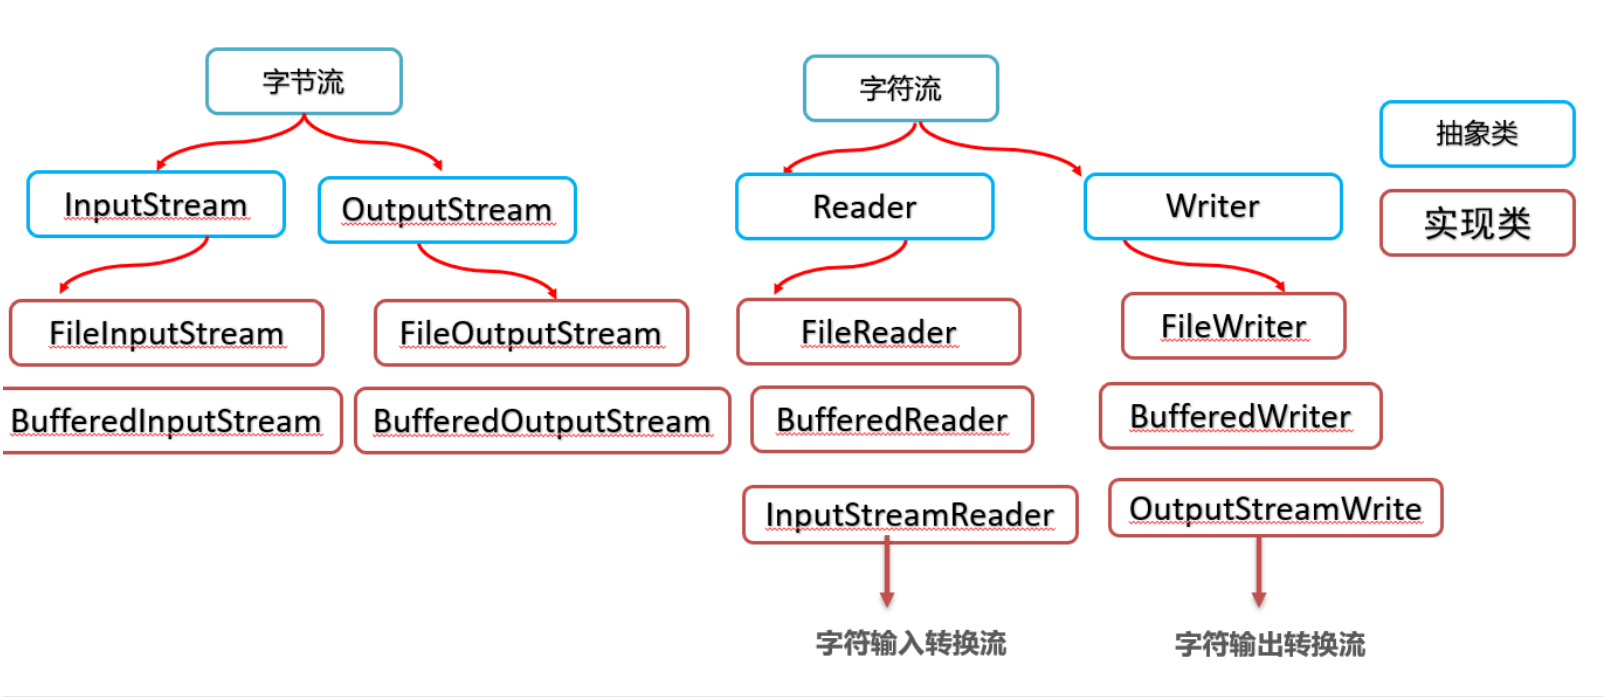 字节流
字符流
抽象类
InputStream
OutputStream
Reader
Writer
实现类
FileInputStream
FileOutputStream
FileReader
FileWriter
BufferedInputStream
BufferedOutputStream
BufferedReader
BufferedWriter
InputStreamReader
OutputStreamWrite
字符输入转换流
字符输出转换流